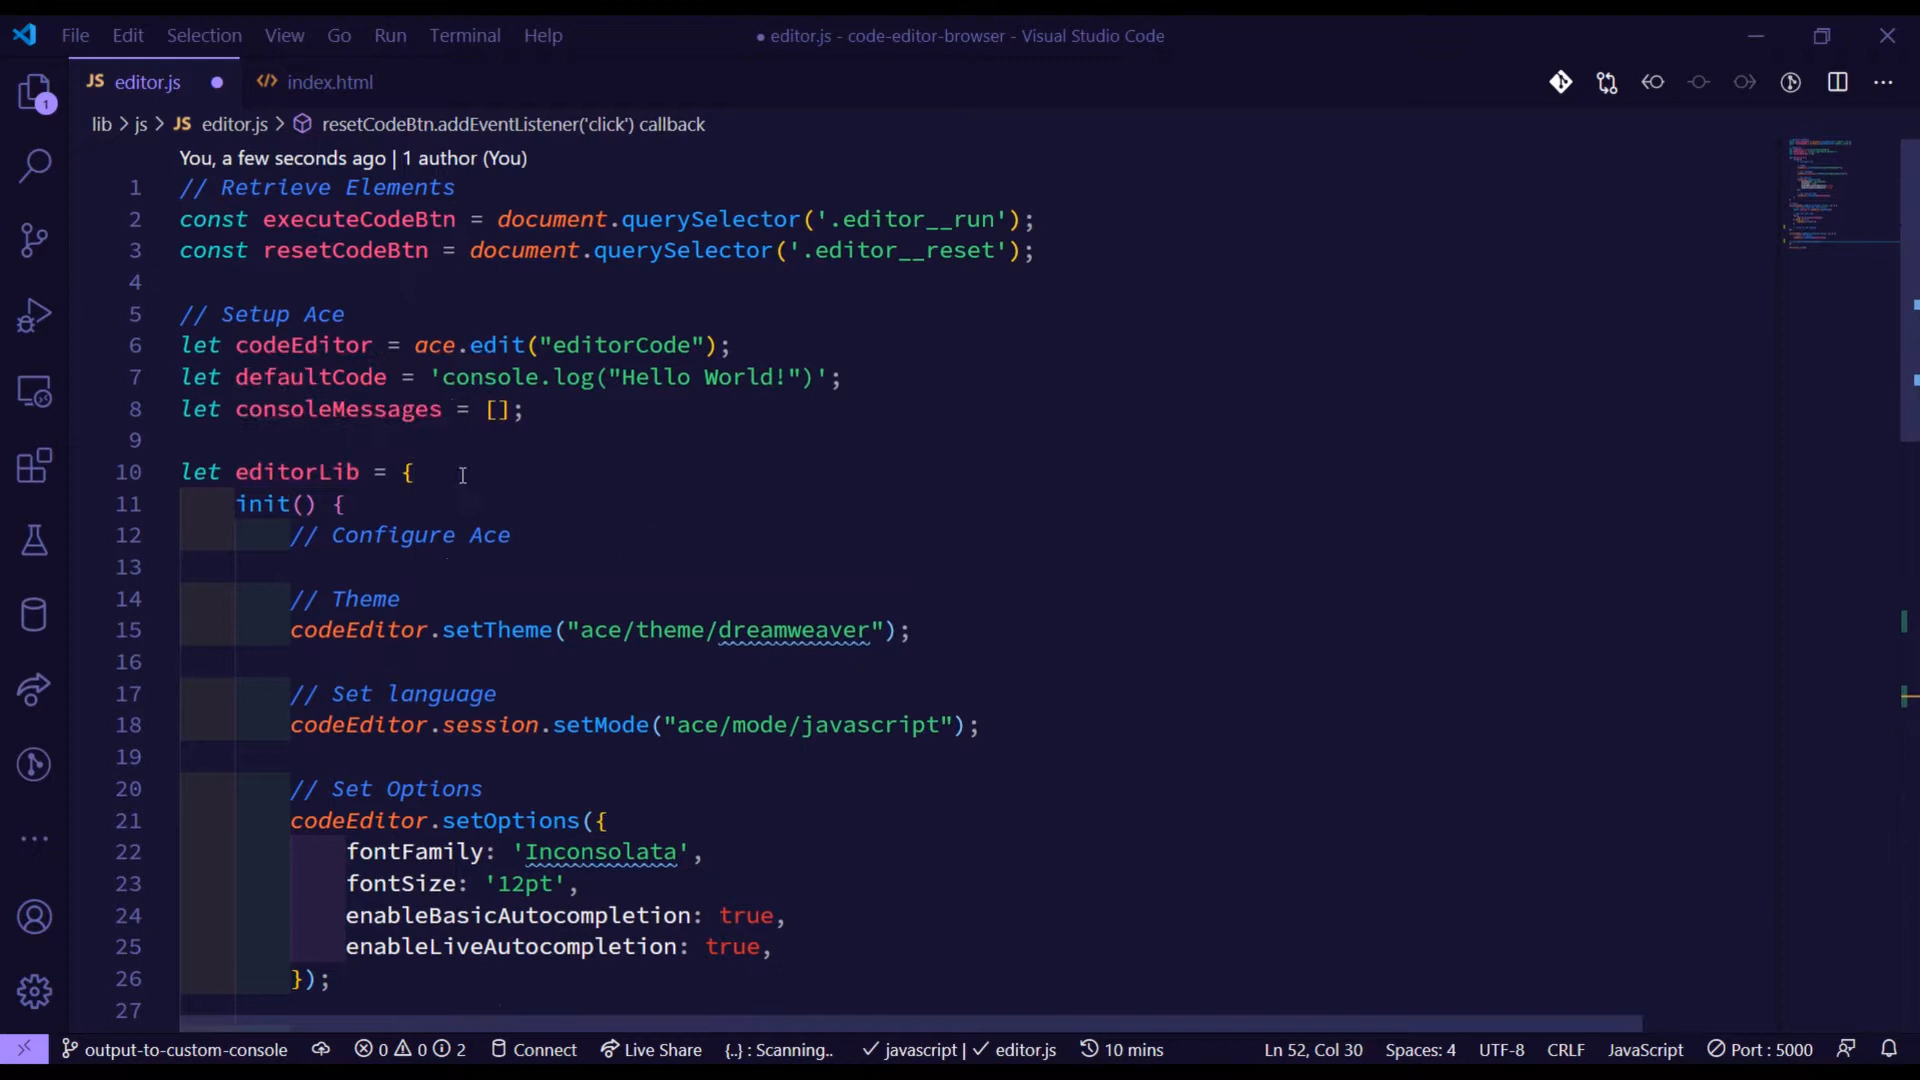 File Edit Selection View Go Run Terminal Help ● editor.js - code-editor-browser - Visual Studio Code
1 JS editor.js ● index.html
lib > js > JS editor.js > resetCodeBtn.addEventListener('click') callback
You, a few seconds ago | 1 author (You)
1 // Retrieve Elements
2 const executeCodeBtn = document.querySelector('.editor__run');
3 const resetCodeBtn = document.querySelector('.editor__reset');
4
5 // Setup Ace
6 let codeEditor = ace.edit("editorCode");
7 let defaultCode = 'console.log("Hello World!")';
8 let consoleMessages = [];
9
10 let editorLib = {
11 init() {
12 // Configure Ace
13
14 // Theme
15 codeEditor.setTheme("ace/theme/dreamweaver");
16
17 // Set language
18 codeEditor.session.setMode("ace/mode/javascript");
19
20 // Set Options
21 codeEditor.setOptions({
22 fontFamily: 'Inconsolata',
23 fontSize: '12pt',
24 enableBasicAutocompletion: true,
25 enableLiveAutocompletion: true,
26 });
27
output-to-custom-console 0 0 2 Connect Live Share {..} : Scanning.. ✓ javascript | ✓ editor.js 10 mins Ln 52, Col 30 Spaces: 4 UTF-8 CRLF JavaScript Port : 5000